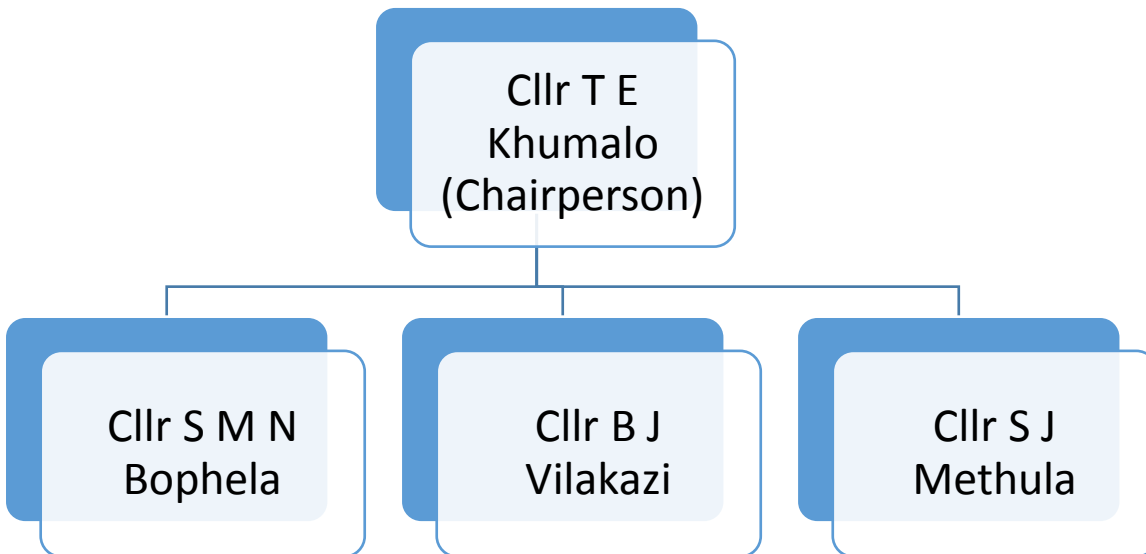 Cllr T E
Khumalo
(Chairperson)
Cllr S M N
Bophela
Cllr B J
Vilakazi
Cllr S J
Methula